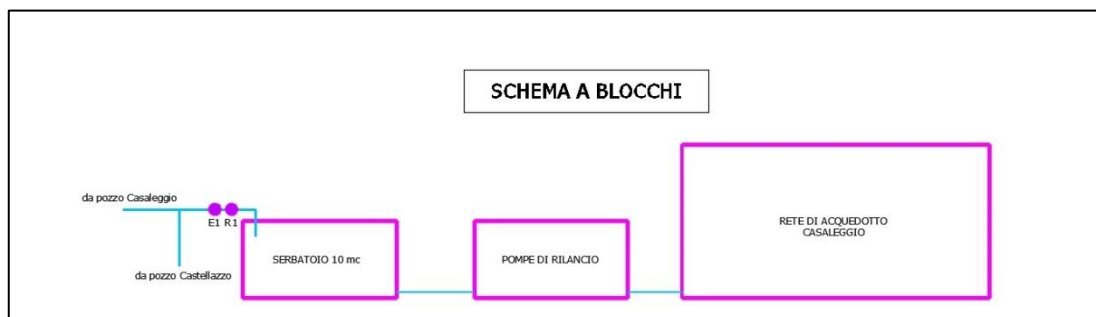 SCHEMA A BLOCCHI
da pozzo Casaleggio
E1 R1
da pozzo Castellazzo
SERBATOIO 10 mc
POMPE DI RILANCIO
RETE DI ACQUEDOTTO
CASALEGGIO